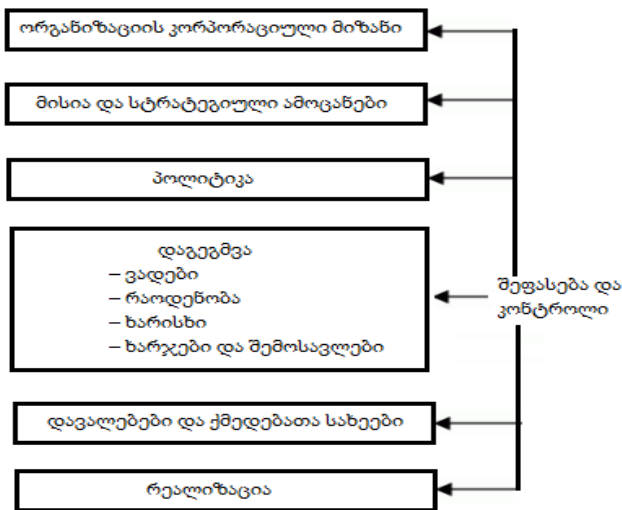 ორგანიზაციის კორპორაციული მიზანი
მისია და სტრატეგიული ამოცანები
პოლიტიკა
დაგეგმვა
– ვადები
– რაოდენობა
– ხარისხი
– ხარჯები და შემოსავლები
შეფასება და
კონტროლი
დავალებები და ქმედებათა სახეები
რეალიზაცია